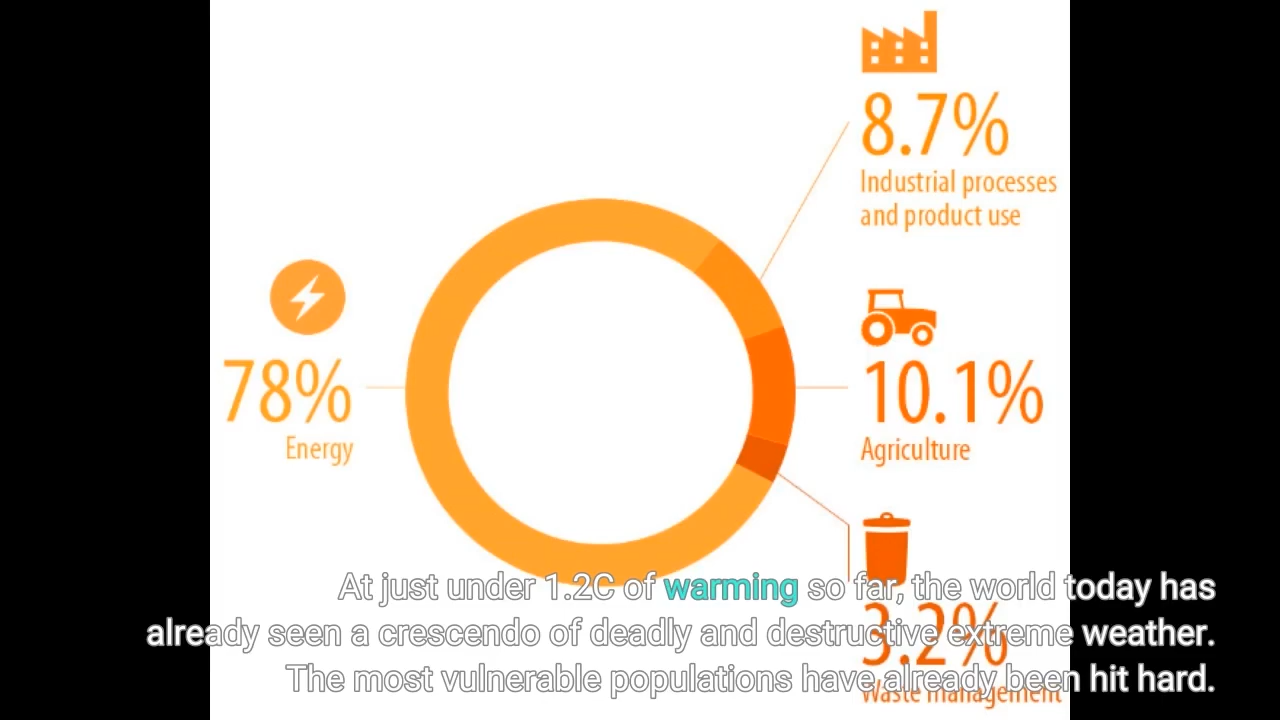 8.7%
Industrial processes
and product use
78%
Energy
10.1%
Agriculture
3.2%
Waste management
At just under 1.2C of warming so far, the world today has
already seen a crescendo of deadly and destructive extreme weather.
The most vulnerable populations have already been hit hard.